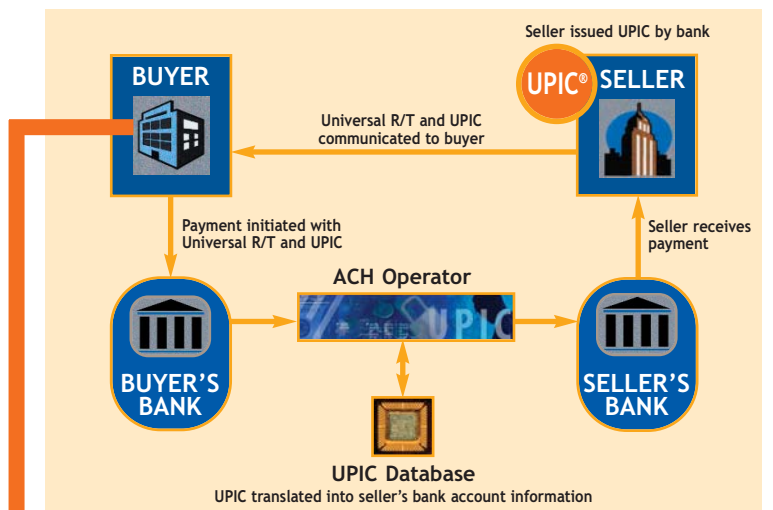 Seller issued UPIC by bank
BUYER
UPIC®
SELLER
Universal R/T and UPIC
communicated to buyer
Payment initiated with
Universal R/T and UPIC
Seller receives
payment
ACH Operator
UPIC
BUYER'S
BANK
SELLER'S
BANK
UPIC Database
UPIC translated into seller's bank account information